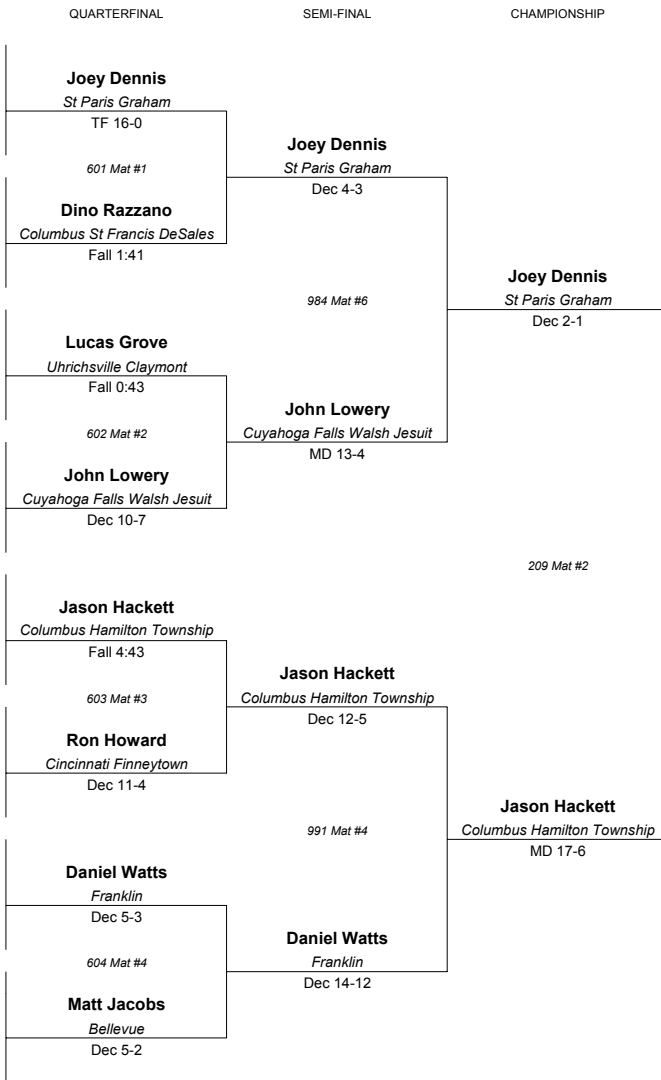 QUARTERFINAL
SEMI-FINAL
CHAMPIONSHIP
Joey Dennis
St Paris Graham
TF 16-0
601 Mat #1
Dino Razzano
Columbus St Francis DeSales
Fall 1:41
Joey Dennis
St Paris Graham
Dec 4-3
984 Mat #6
Lucas Grove
Uhrichsville Claymont
Fall 0:43
602 Mat #2
John Lowery
Cuyahoga Falls Walsh Jesuit
Dec 10-7
John Lowery
Cuyahoga Falls Walsh Jesuit
MD 13-4
Joey Dennis
St Paris Graham
Dec 2-1
209 Mat #2
Jason Hackett
Columbus Hamilton Township
Fall 4:43
603 Mat #3
Ron Howard
Cincinnati Finneytown
Dec 11-4
Jason Hackett
Columbus Hamilton Township
Dec 12-5
991 Mat #4
Daniel Watts
Franklin
Dec 5-3
604 Mat #4
Matt Jacobs
Bellevue
Dec 5-2
Daniel Watts
Franklin
Dec 14-12
Jason Hackett
Columbus Hamilton Township
MD 17-6